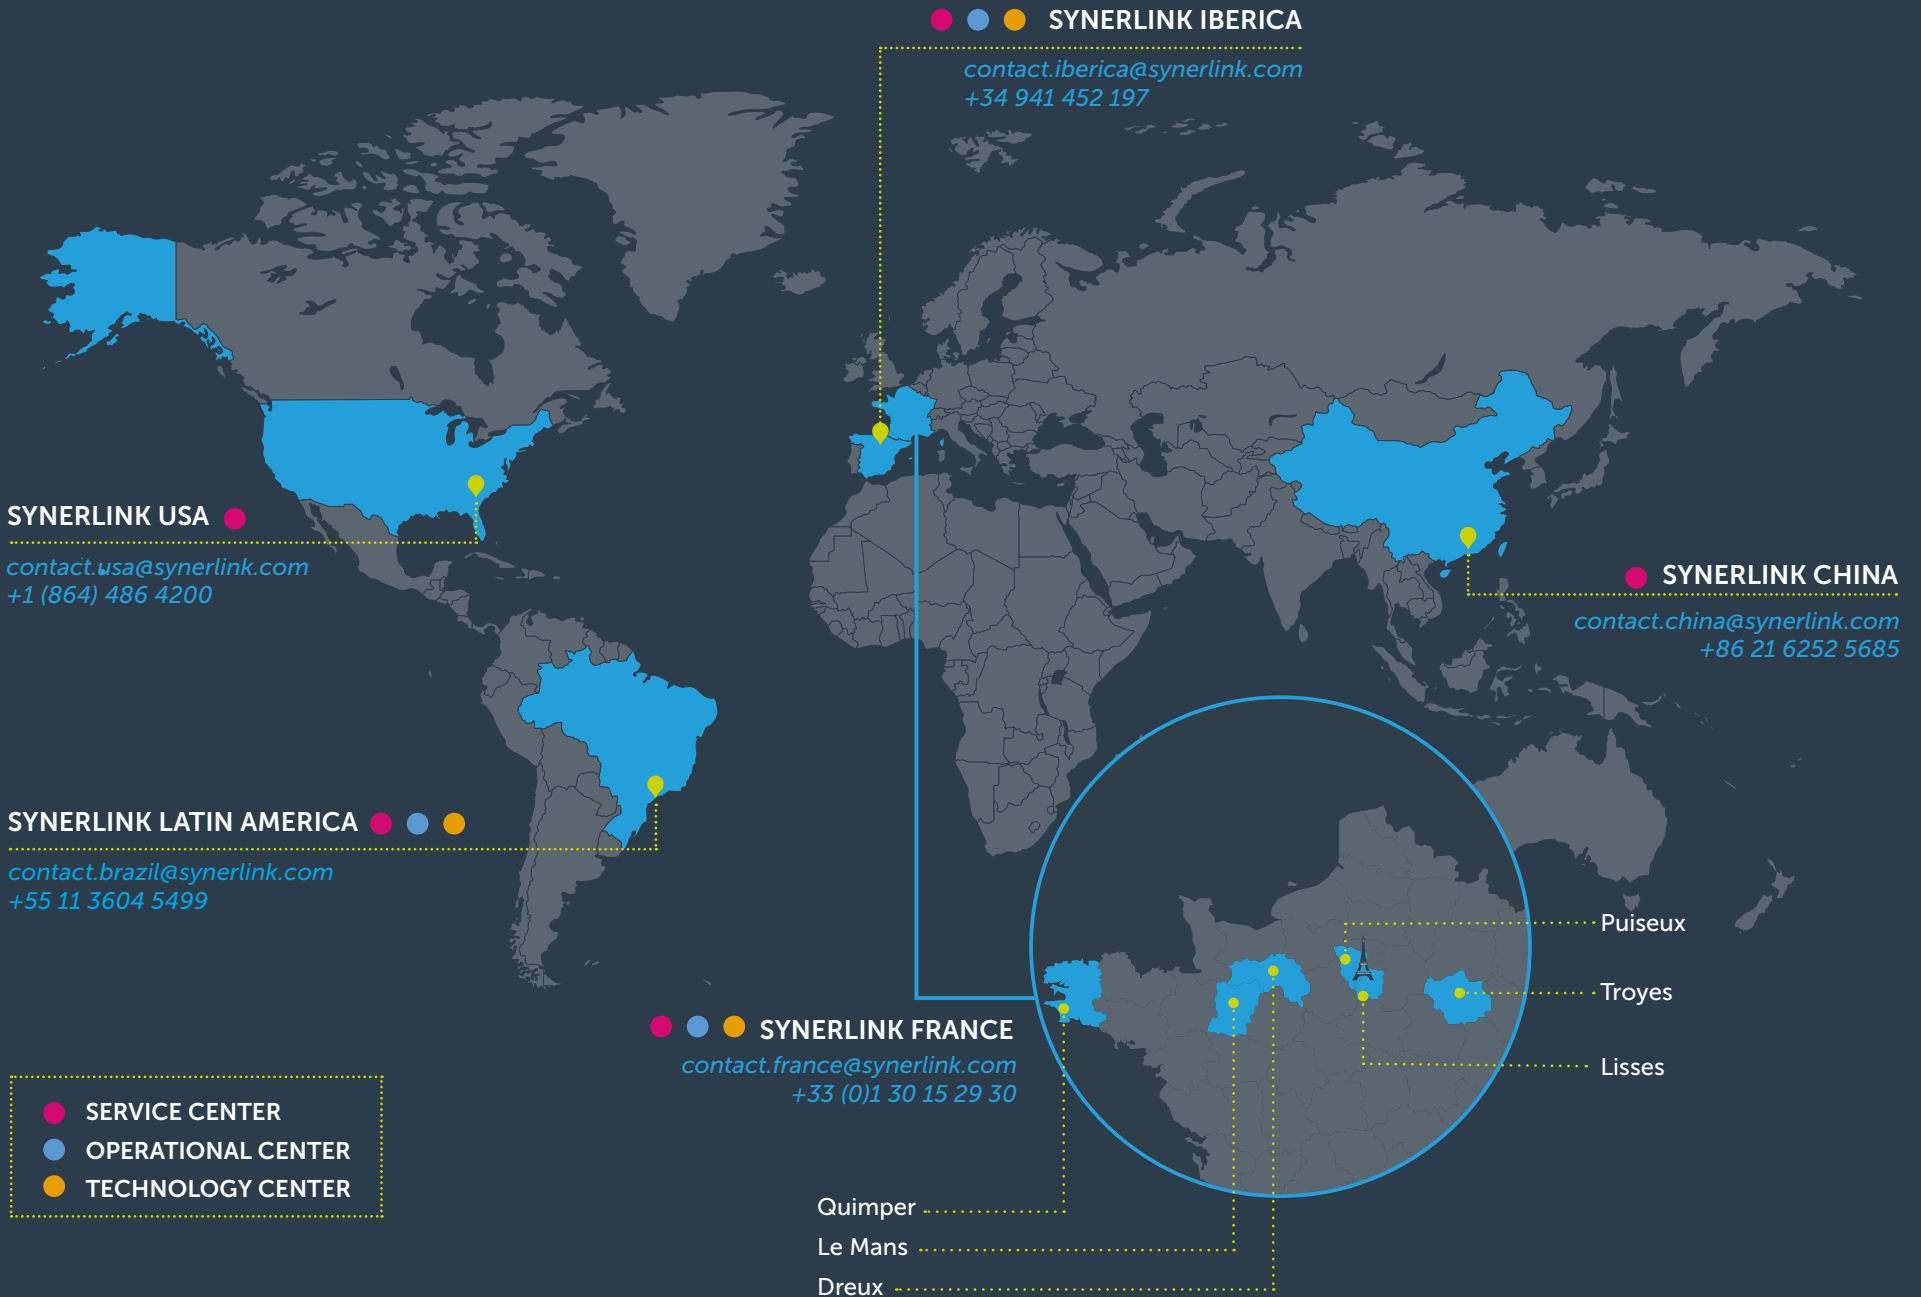 SYNERLINK IBERICA
contact.iberica@synerlink.com
+34 941 452 197
SYNERLINK USA
contact.usa@synerlink.com
+1 (864) 486 4200
SYNERLINK CHINA
contact.china@synerlink.com
+86 21 6252 5685
SYNERLINK LATIN AMERICA
contact.brazil@synerlink.com
+55 11 3604 5499
SYNERLINK FRANCE
contact.france@synerlink.com
+33 (0)1 30 15 29 30
Puiseux
Troyes
Lisses
Quimper
Le Mans
Dreux
SERVICE CENTER
OPERATIONAL CENTER
TECHNOLOGY CENTER